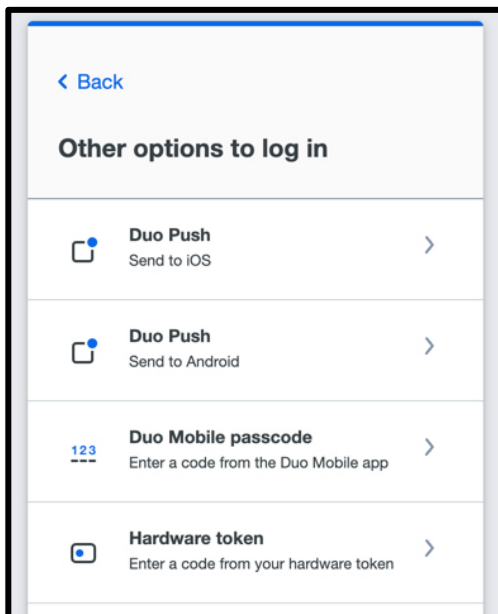 Back
Other options to log in
Duo Push
Send to iOS
Duo Push
Send to Android
123
Duo Mobile passcode
Enter a code from the Duo Mobile app
Hardware token
Enter a code from your hardware token